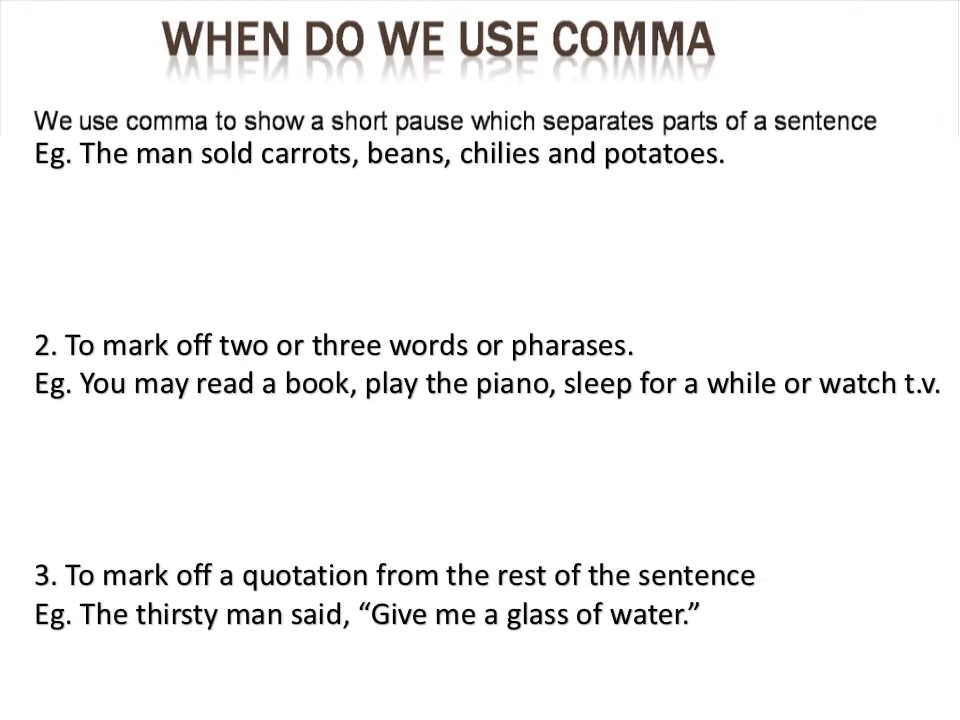 WHEN DO WE USE COMMA
We use comma to show a short pause which separates parts of a sentence
Eg. The man sold carrots, beans, chilies and potatoes.
2. To mark off two or three words or pharases.
Eg. You may read a book, play the piano, sleep for a while or watch t.v.
3. To mark off a quotation from the rest of the sentence
Eg. The thirsty man said, “Give me a glass of water.”